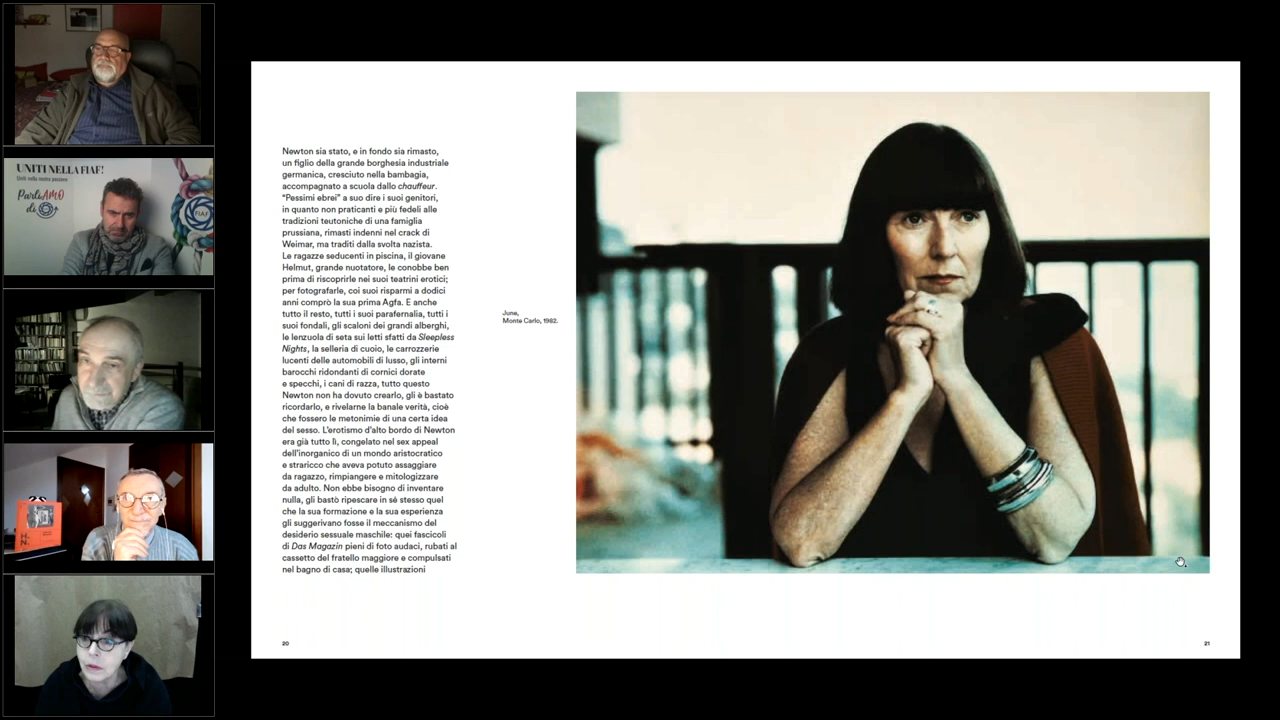 UNITI NELLA FIAF!
Uniti nella nostra passione
ParliAMO
di
FIAF
H.
N.
Newton sia stato, e in fondo sia rimasto,
un figlio della grande borghesia industriale
germanica, cresciuto nella bambagia,
accompagnato a scuola dallo chauffeur.
“Pessimi ebrei” a suo dire i suoi genitori,
in quanto non praticanti e più fedeli alle
tradizioni teutoniche di una famiglia
prussiana, rimasti indenni nel crack di
Weimar, ma traditi dalla svolta nazista.
Le ragazze seducenti in piscina, il giovane
Helmut, grande nuotatore, le conobbe ben
prima di riscoprirle nei suoi teatrini erotici;
per fotografarle, coi suoi risparmi a dodici
anni comprò la sua prima Agfa. E anche
tutto il resto, tutti i suoi parafernalia, tutti i
suoi fondali, gli scaloni dei grandi alberghi,
le lenzuola di seta sui letti sfatti da Sleepless
Nights, la selleria di cuoio, le carrozzerie
lucenti delle automobili di lusso, gli interni
barocchi ridondanti di cornici dorate
e specchi, i cani di razza, tutto questo
Newton non ha dovuto crearlo, gli è bastato
ricordarlo, e rivelarne la banale verità, cioè
che fossero le metonimie di una certa idea
del sesso. L’erotismo d’alto bordo di Newton
era già tutto lì, congelato nel sex appeal
dell’inorganico di un mondo aristocratico
e straricco che aveva potuto assaggiare
da ragazzo, rimpiangere e mitologizzare
da adulto. Non ebbe bisogno di inventare
nulla, gli bastò ripescare in sé stesso quel
che la sua formazione e la sua esperienza
gli suggerivano fosse il meccanismo del
desiderio sessuale maschile: quei fascicoli
di Das Magazin pieni di foto audaci, rubati al
cassetto del fratello maggiore e compulsati
nel bagno di casa; quelle illustrazioni
June,
Monte Carlo, 1982.
20
21